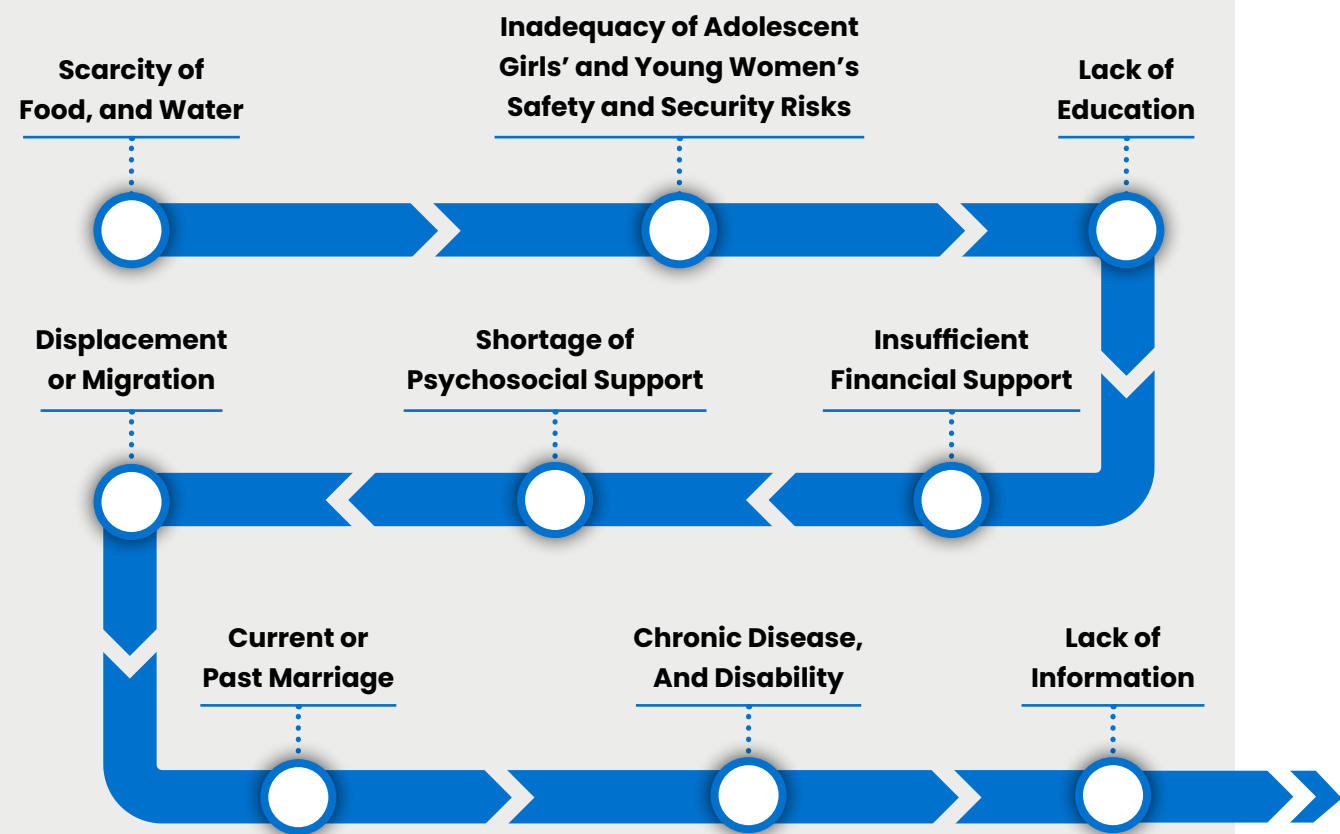 Scarcity of
Food, and Water
Inadequacy of Adolescent
Girls’ and Young Women’s
Safety and Security Risks
Lack of
Education
Insufficient
Financial Support
Shortage of
Psychosocial Support
Displacement
or Migration
Current or
Past Marriage
Chronic Disease,
And Disability
Lack of
Information